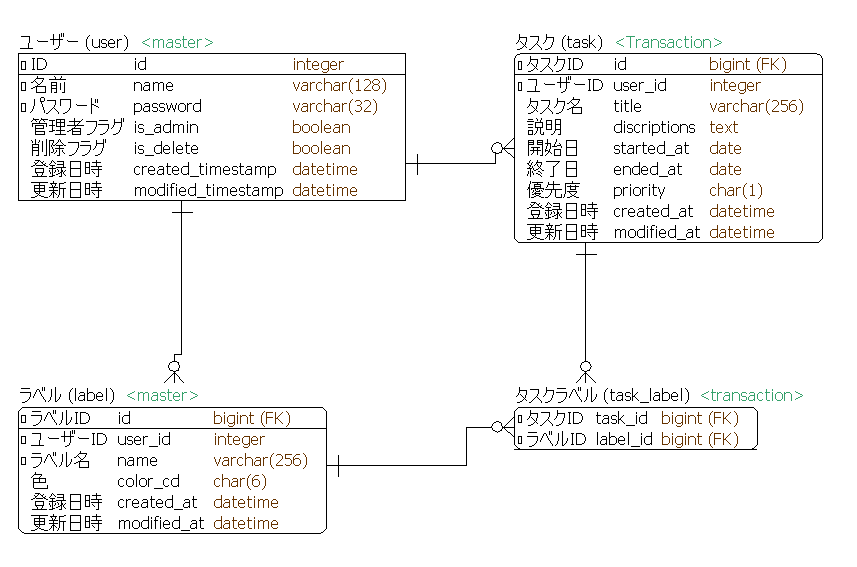 ユーザー (user) <master>
ID id integer
名前 name varchar(128)
パスワード password varchar(32)
管理者フラグ is_admin boolean
削除フラグ is_delete boolean
登録日時 created_timestamp datetime
更新日時 modified_timestamp datetime
タスク (task) <Transaction>
タスクID id bigint (FK)
ユーザーID user_id integer
タスク名 title varchar(256)
説明 discriptions text
開始日 started_at date
終了日 ended_at date
優先度 priority char(1)
登録日時 created_at datetime
更新日時 modified_at datetime
ラベル (label) <master>
ラベルID id bigint (FK)
ユーザーID user_id integer
ラベル名 name varchar(256)
色 color_cd char(6)
登録日時 created_at datetime
更新日時 modified_at datetime
タスクラベル (task_label) <transaction>
タスクID task_id bigint (FK)
ラベルID label_id bigint (FK)